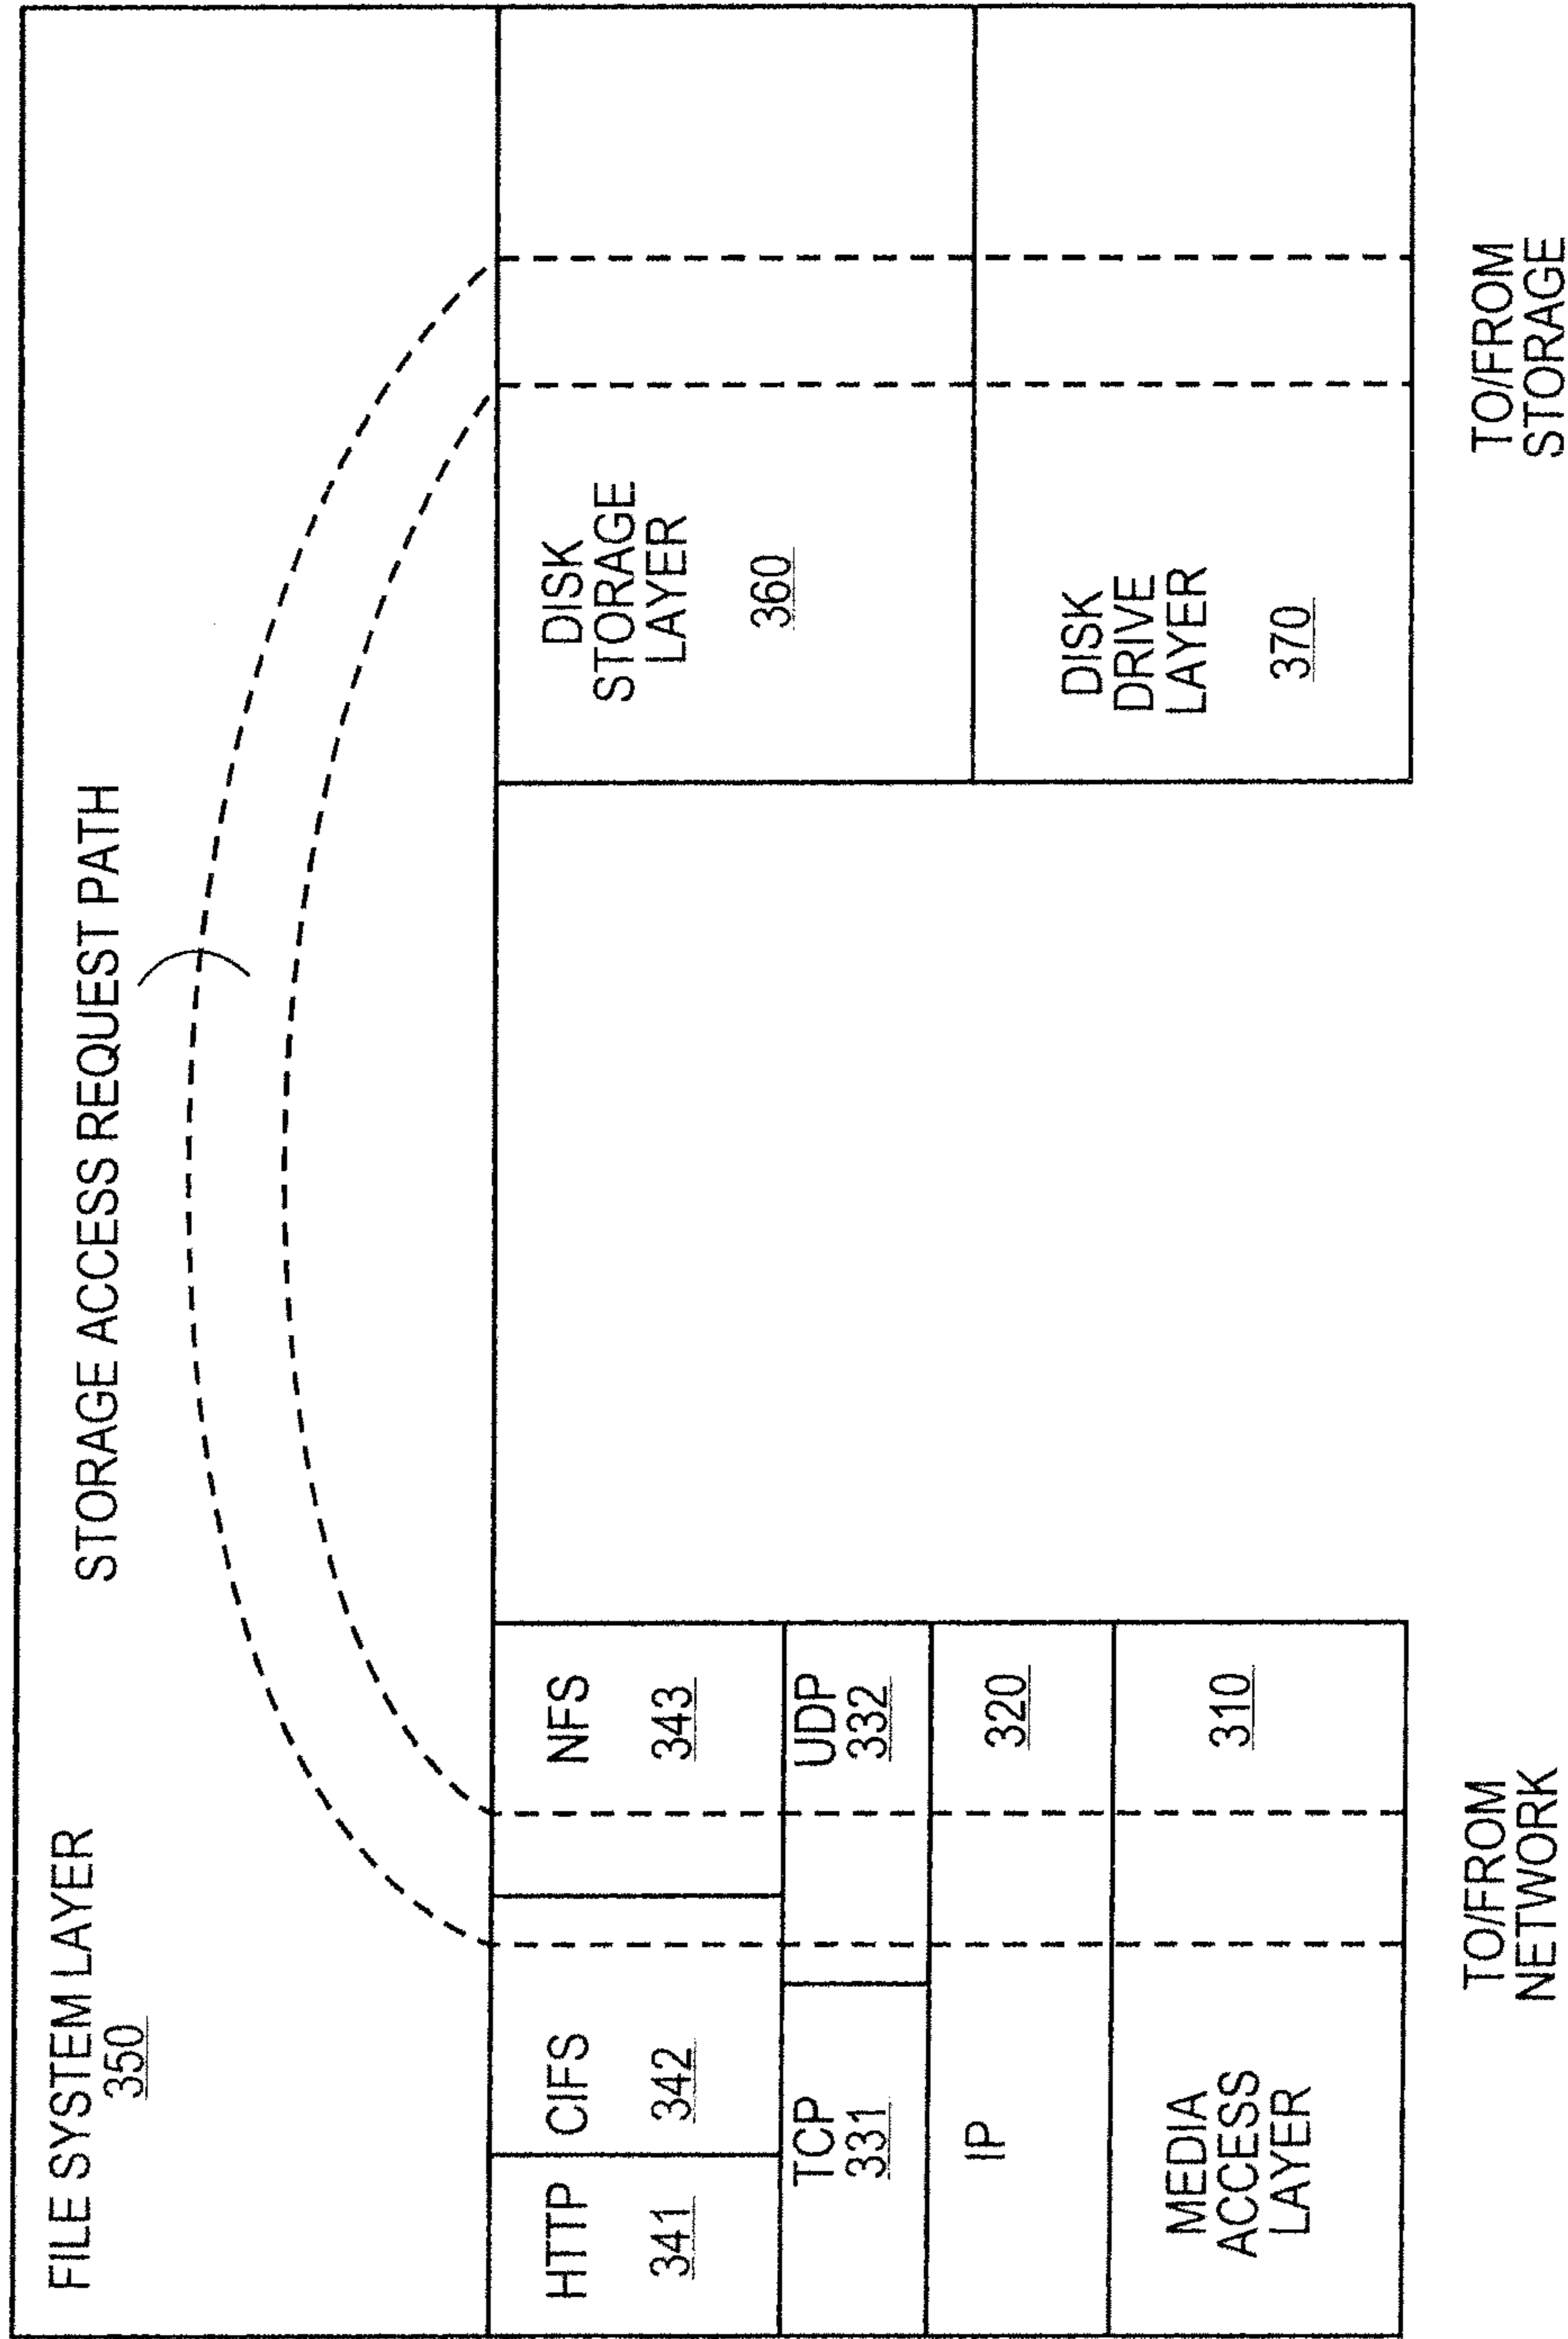 FILE SYSTEM LAYER
350
STORAGE ACCESS REQUEST PATH
HTTP
341
CIFS
342
NFS
343
TCP
331
UDP
332
IP
320
MEDIA
ACCESS
LAYER
310
TO/FROM
NETWORK
DISK
STORAGE
LAYER
360
DISK
DRIVE
LAYER
370
TO/FROM
STORAGE